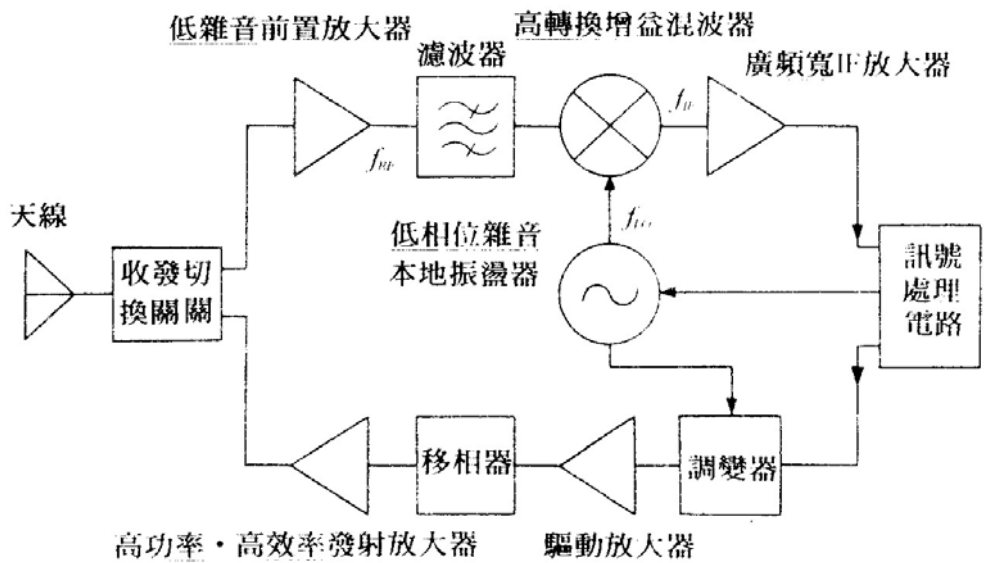 低雜音前置放大器
高轉換增益混波器
濾波器
廣頻寬IF放大器
f_RF
f_IF
天線
收發切
換關關
低相位雜音
本地振盪器
f_LO
訊號
處理
電路
移相器
調變器
高功率・高效率發射放大器
驅動放大器